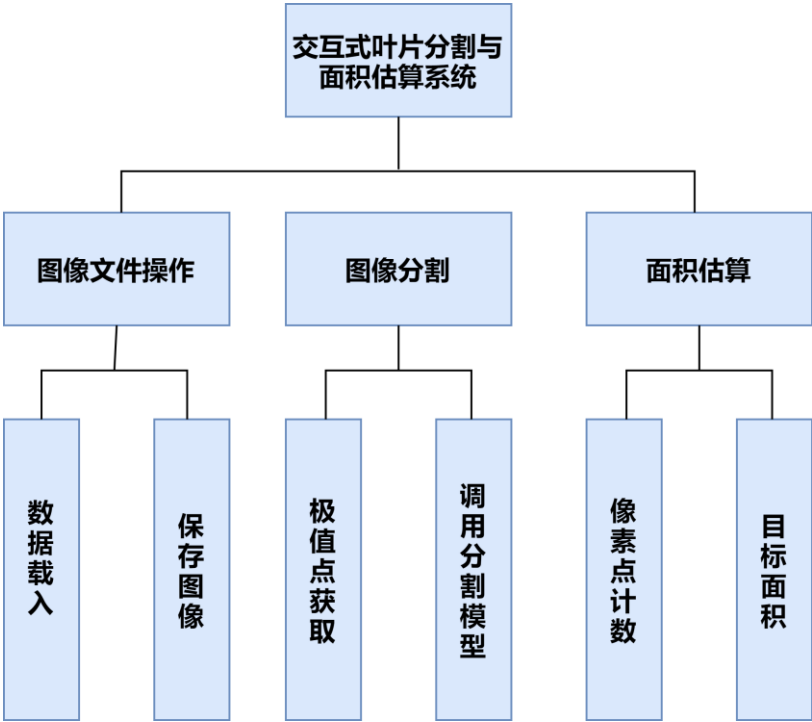 交互式叶片分割与
面积估算系统
图像文件操作
图像分割
面积估算
数据载入
保存图像
极值点获取
调用分割模型
像素点计数
目标面积